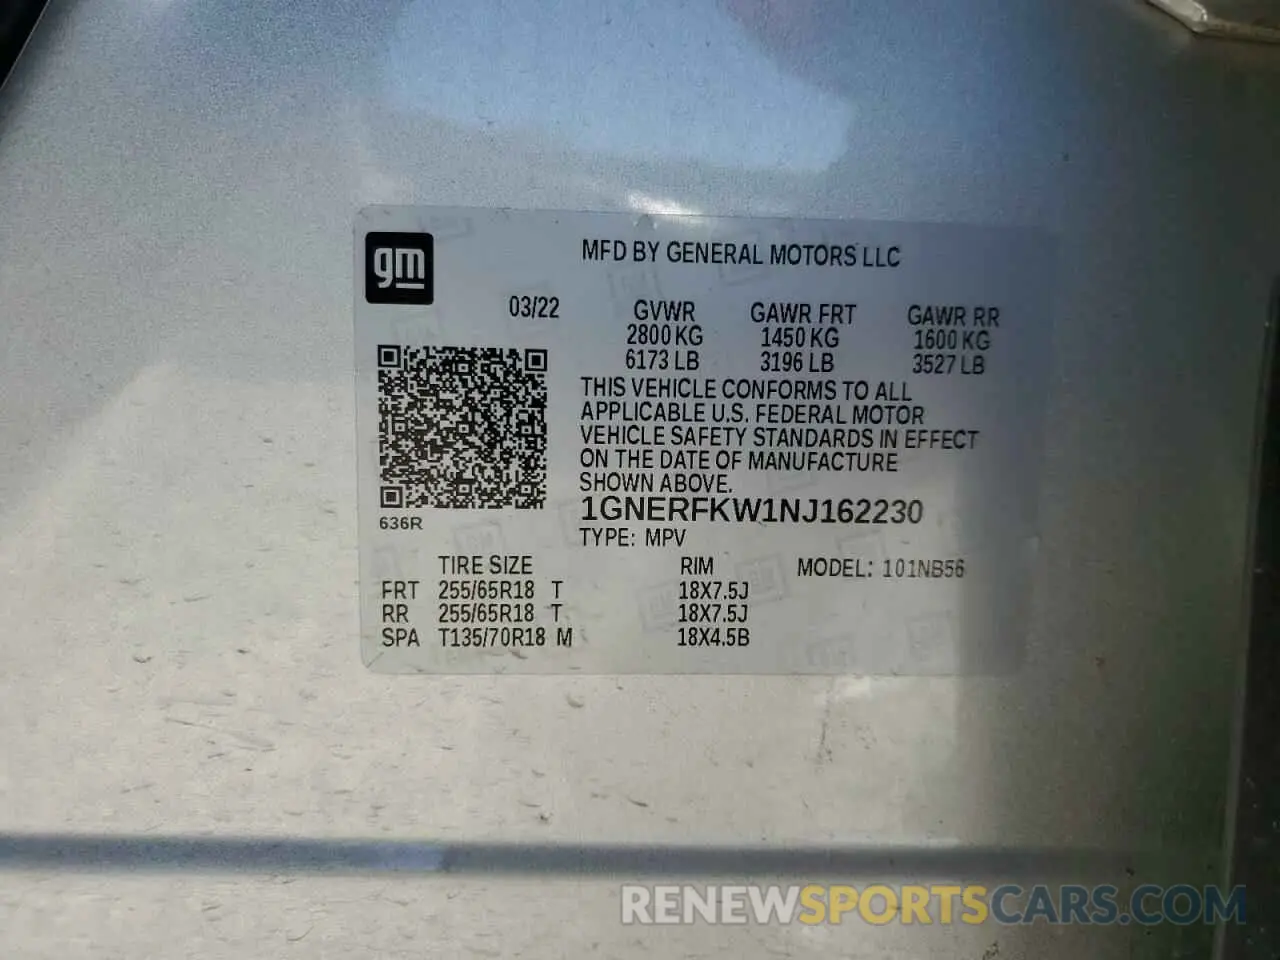 gm
MFD BY GENERAL MOTORS LLC
03/22 GVWR GAWR FRT GAWR RR
2800 KG 1450 KG 1600 KG
6173 LB 3196 LB 3527 LB
THIS VEHICLE CONFORMS TO ALL
APPLICABLE U.S. FEDERAL MOTOR
VEHICLE SAFETY STANDARDS IN EFFECT
ON THE DATE OF MANUFACTURE
SHOWN ABOVE.
636R
1GNERFKW1NJ162230
TYPE: MPV
TIRE SIZE RIM MODEL: 101NB56
FRT 255/65R18 T 18X7.5J
RR 255/65R18 T 18X7.5J
SPA T135/70R18 M 18X4.5B
RENEWSPORTSCARS.COM